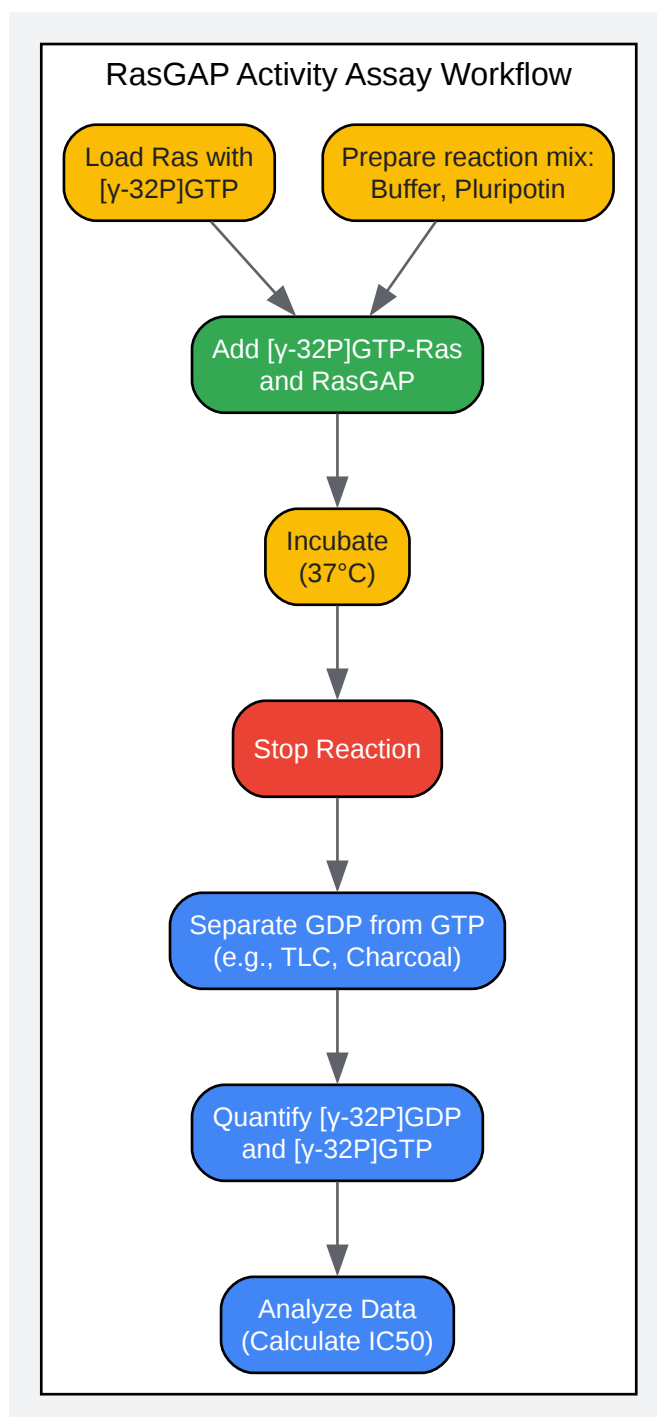 RasGAP Activity Assay Workflow
Load Ras with
[γ-32P]GTP
Prepare reaction mix:
Buffer, Pluripotin
Add [γ-32P]GTP-Ras
and RasGAP
Incubate
(37°C)
Stop Reaction
Separate GDP from GTP
(e.g., TLC, Charcoal)
Quantify [γ-32P]GDP
and [γ-32P]GTP
Analyze Data
(Calculate IC50)